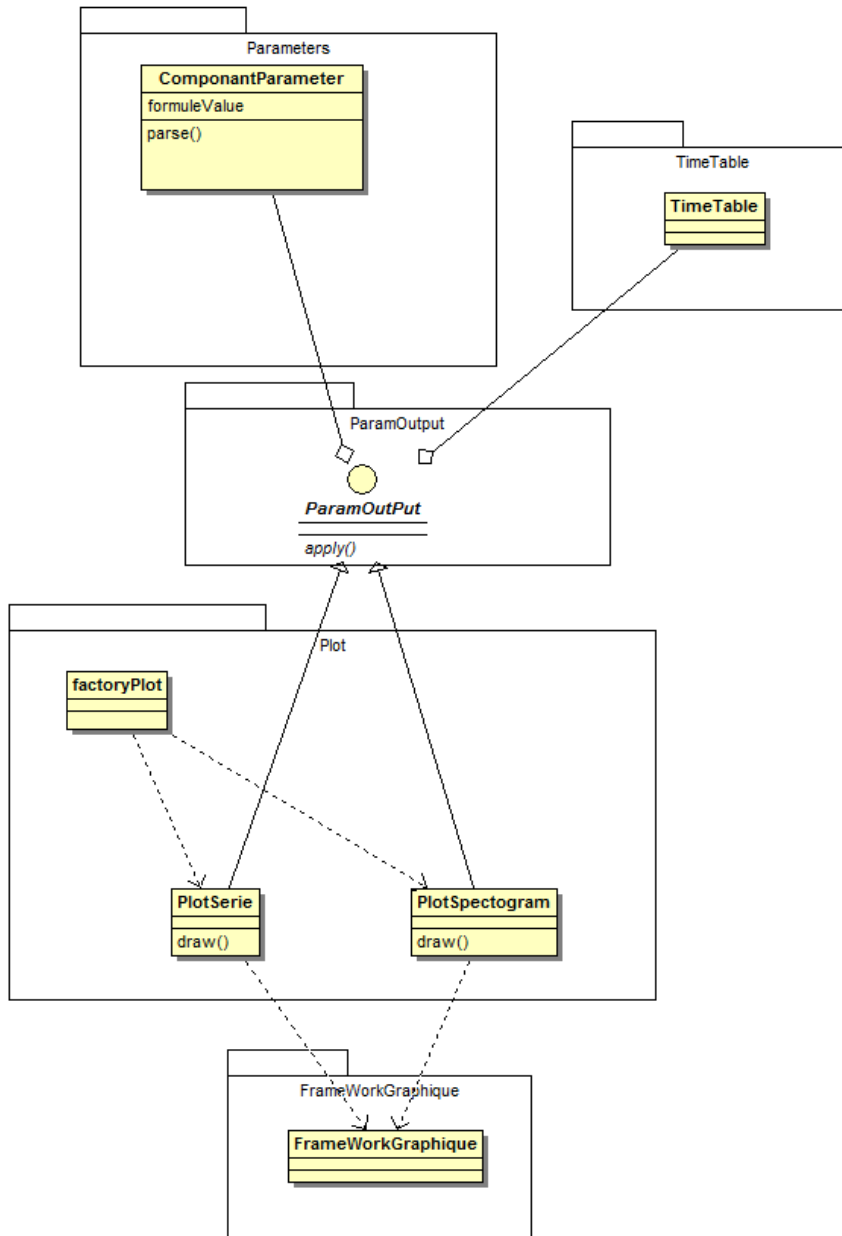 Parameters
ComponantParameter
formuleValue
parse()
TimeTable
TimeTable
ParamOutput
ParamOutPut
apply()
Plot
factoryPlot
PlotSerie
draw()
PlotSpectogram
draw()
FrameWorkGraphique
FrameWorkGraphique